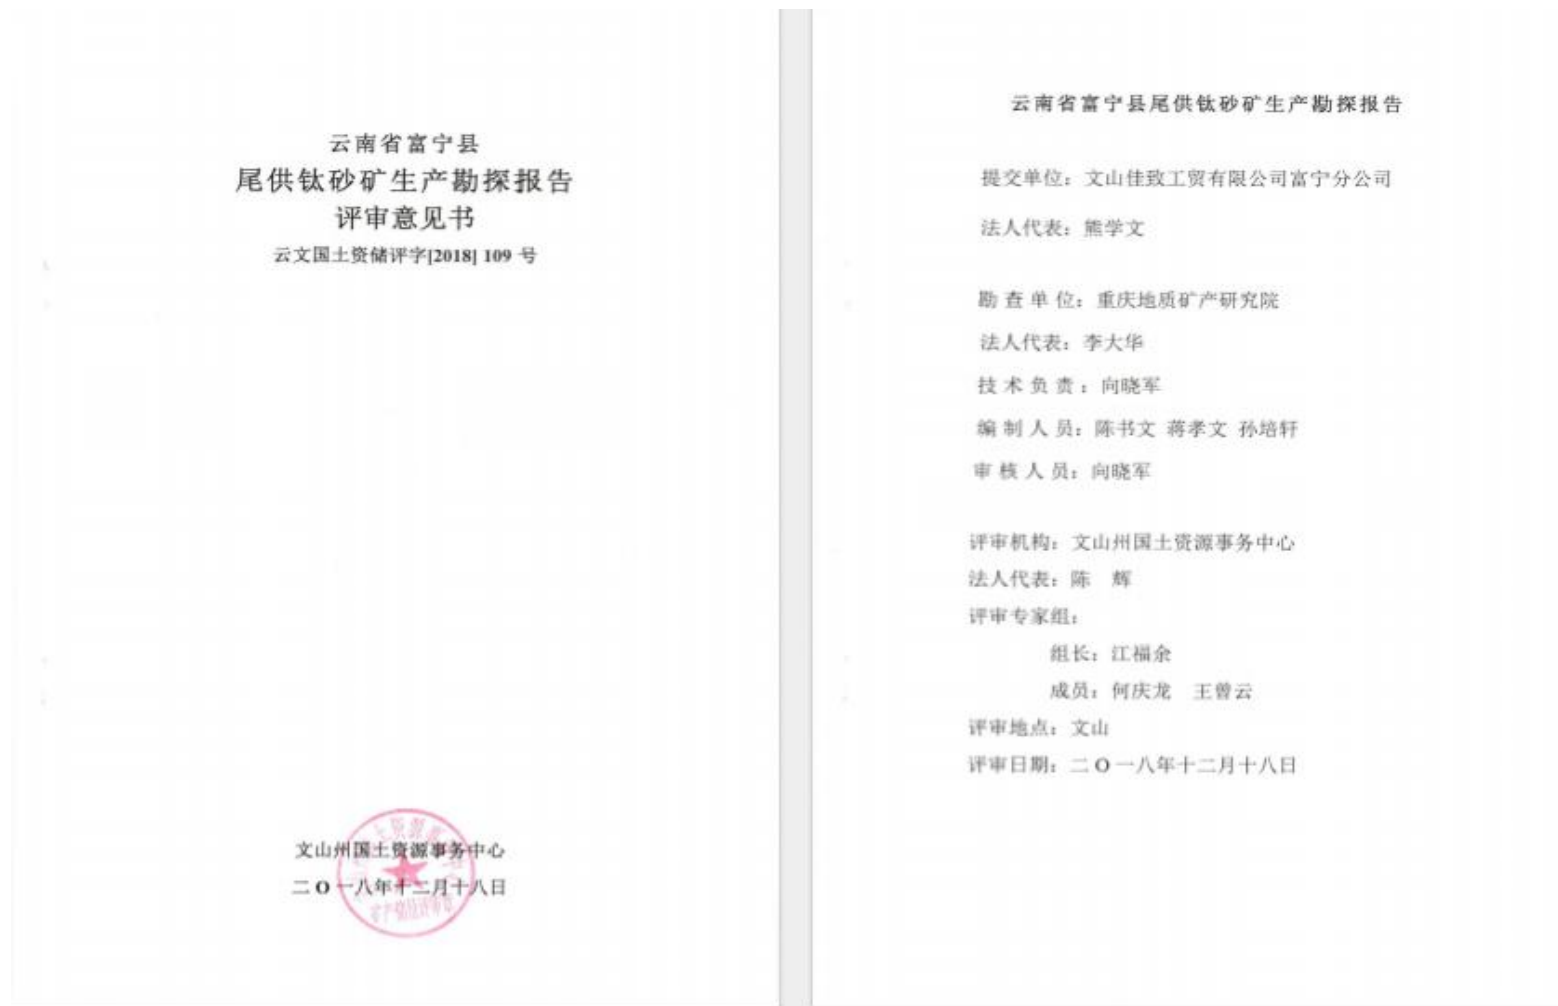 云南省富宁县
尾供钛砂矿生产勘探报告
评审意见书
云文国土资储评字[2018] 109 号
文山州国土资源事务中心
二O一八年十二月十八日
云南省富宁县尾供钛砂矿生产勘探报告
提交单位：文山佳致工贸有限公司富宁分公司
法人代表：熊学文
勘查单位：重庆地质矿产研究院
法人代表：李大华
技术负责：向晓军
编制人员：陈书文 蒋孝文 孙培轩
审核人员：向晓军
评审机构：文山州国土资源事务中心
法人代表：陈 辉
评审专家组：
组长：江福余
成员：何庆龙 王曾云
评审地点：文山
评审日期：二O一八年十二月十八日